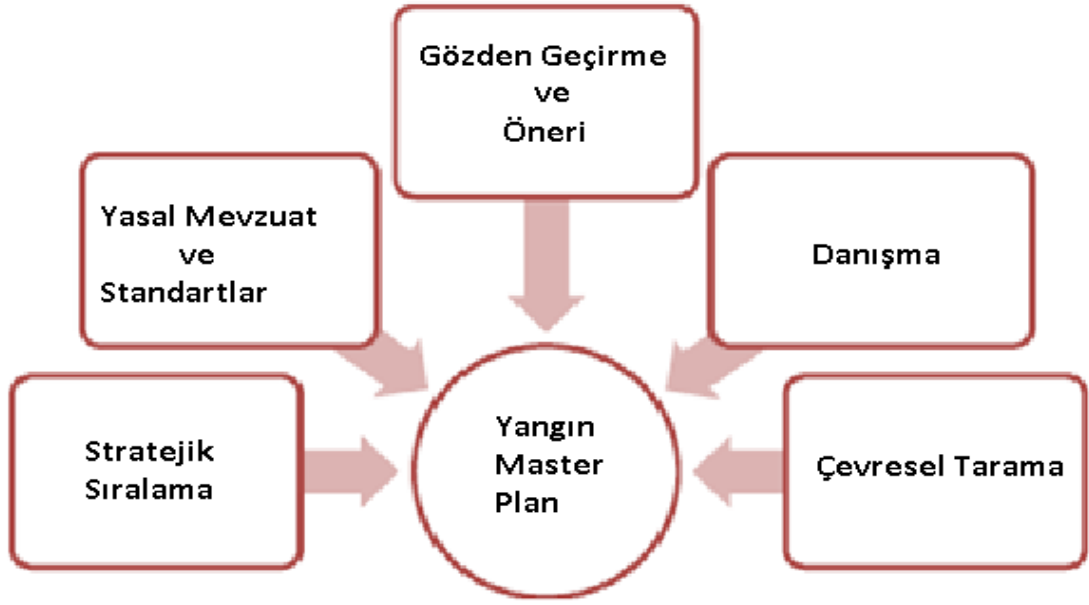 Gözden Geçirme
ve
Öneri
Yasal Mevzuat
ve
Standartlar
Danışma
Stratejik
Sıralama
Yangın
Master
Plan
Çevresel Tarama